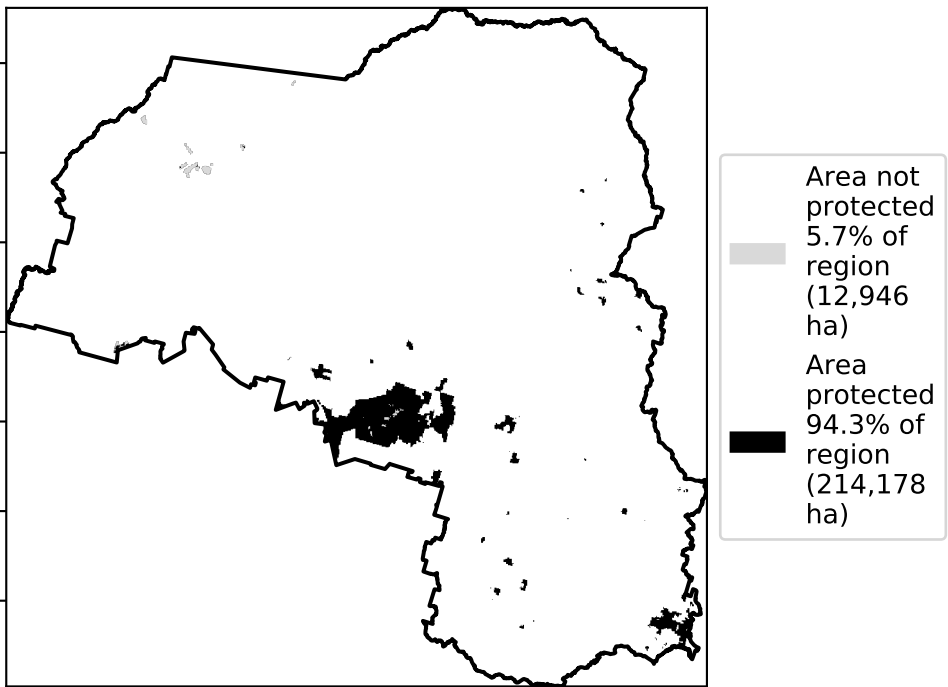 Area not
protected
5.7% of
region
(12,946
ha)
Area
protected
94.3% of
region
(214,178
ha)